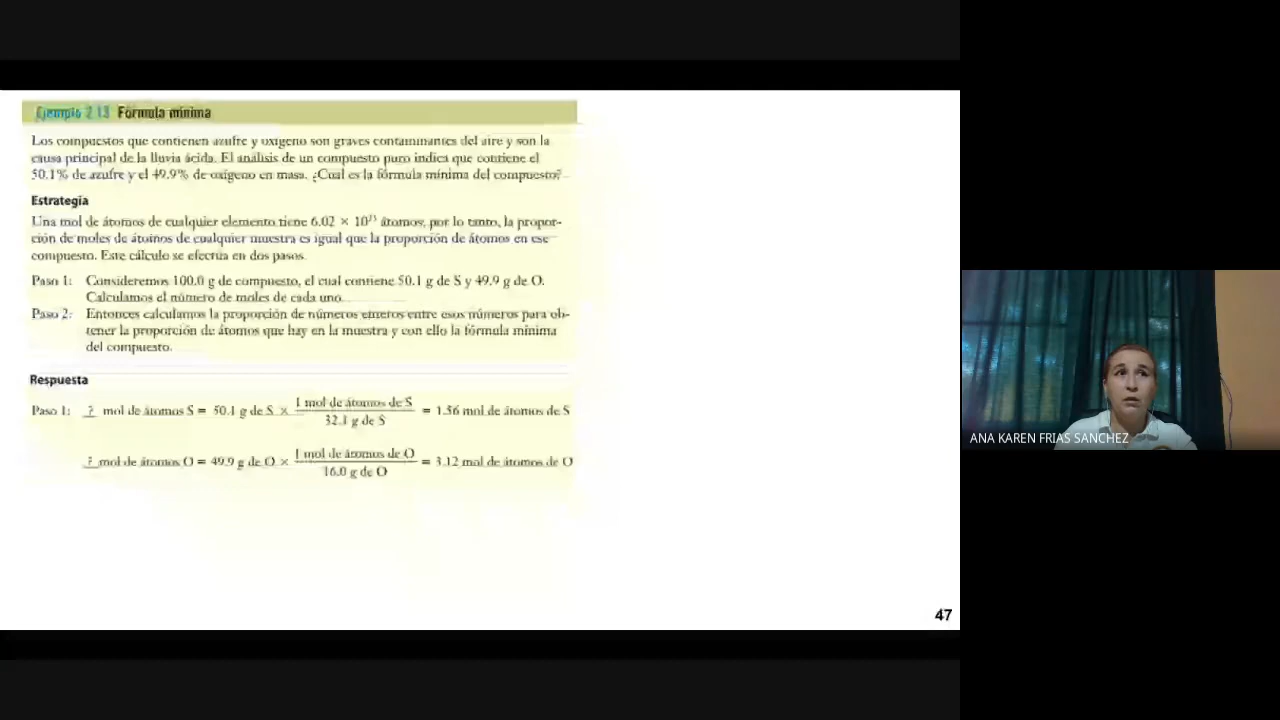 Ejemplo 2.13 Fórmula mínima
Los compuestos que contienen azufre y oxígeno son graves contaminantes del aire y son la
causa principal de la lluvia ácida. El análisis de un compuesto puro indica que contiene el
50.1% de azufre y el 49.9% de oxígeno en masa. ¿Cuál es la fórmula mínima del compuesto?
Estrategia
Una mol de átomos de cualquier elemento tiene 6.02 × 10²³ átomos; por lo tanto, la propor-
ción de moles de átomos de cualquier muestra es igual que la proporción de átomos en ese
compuesto. Este cálculo se efectúa en dos pasos.
Paso 1: Consideremos 100.0 g de compuesto, el cual contiene 50.1 g de S y 49.9 g de O.
Calculamos el número de moles de cada uno.
Paso 2: Entonces calculamos la proporción de números enteros entre esos números para ob-
tener la proporción de átomos que hay en la muestra y con ello la fórmula mínima
del compuesto.
Respuesta
Paso 1: ? mol de átomos S = 50.1 g de S × 1 mol de átomos de S / 32.1 g de S = 1.56 mol de átomos de S
? mol de átomos O = 49.9 g de O × 1 mol de átomos de O / 16.0 g de O = 3.12 mol de átomos de O
47
ANA KAREN FRIAS SANCHEZ